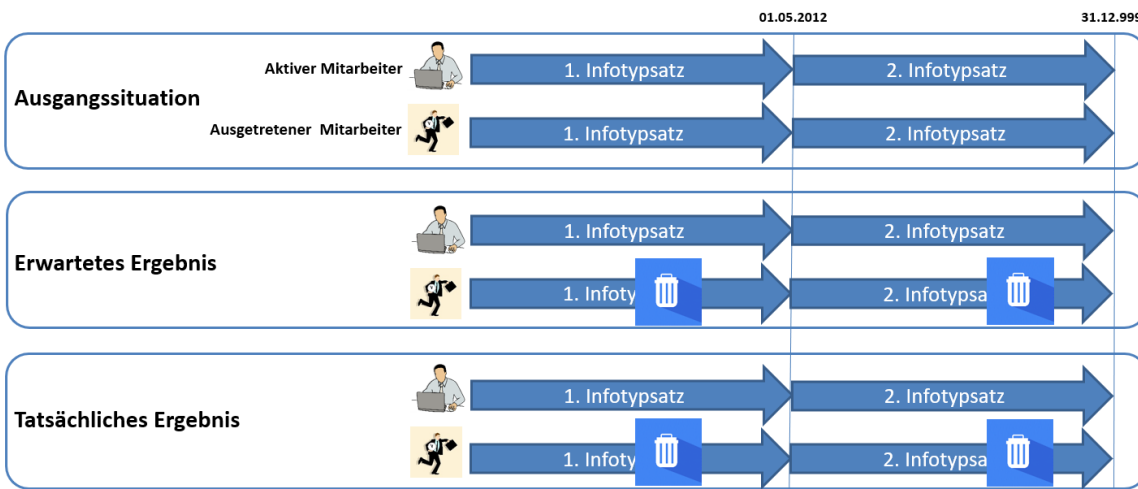 01.05.2012 31.12.999
Aktiver Mitarbeiter 1. Infotypsatz 2. Infotypsatz
Ausgangssituation
Ausgetretener Mitarbeiter 1. Infotypsatz 2. Infotypsatz
1. Infotypsatz 2. Infotypsatz
Erwartetes Ergebnis
1. Infoty 2. Infotypsa
1. Infotypsatz 2. Infotypsatz
Tatsächliches Ergebnis
1. Infoty 2. Infotypsa